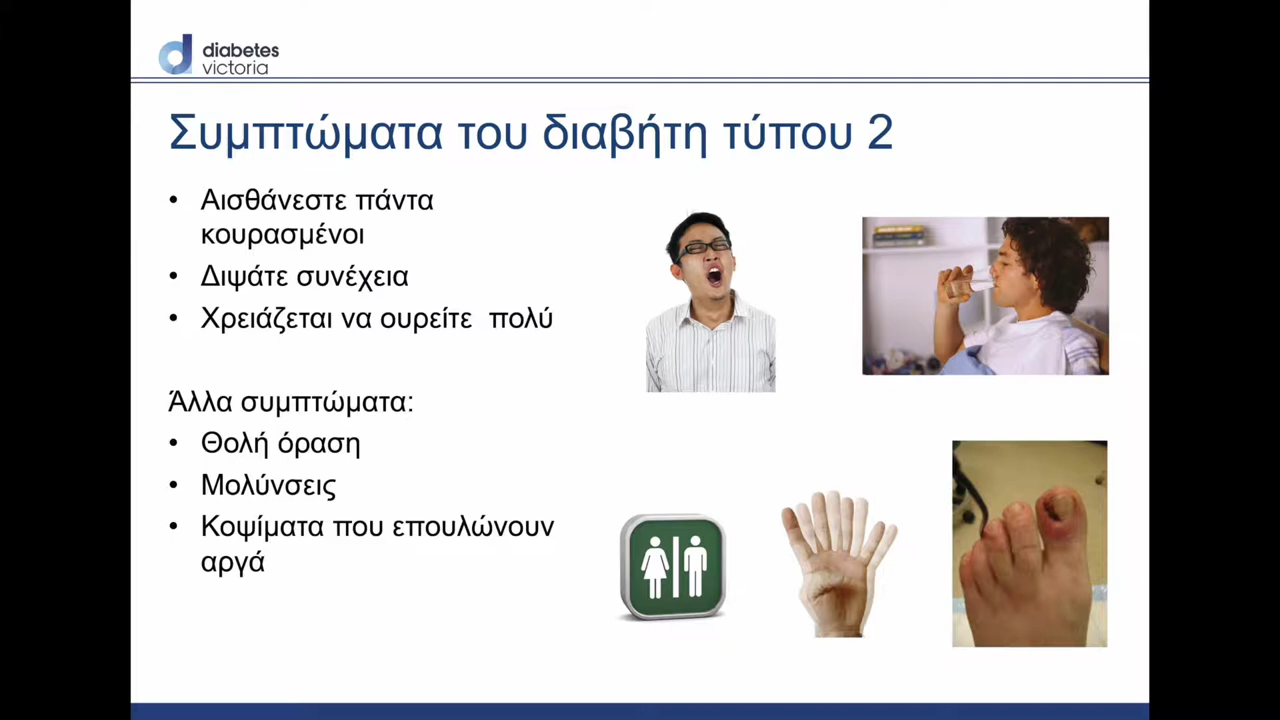 diabetes
victoria
Συμπτώματα του διαβήτη τύπου 2
• Αισθάνεστε πάντα
κουρασμένοι
• Διψάτε συνέχεια
• Χρειάζεται να ουρείτε  πολύ
Άλλα συμπτώματα:
• Θολή όραση
• Μολύνσεις
• Κοψίματα που επουλώνουν
αργά